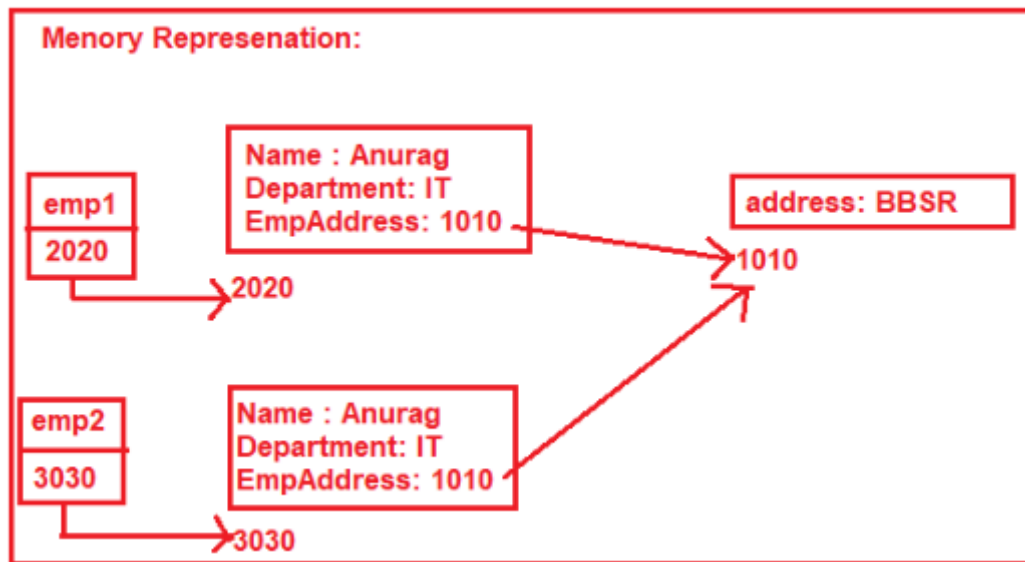 Menory Represenation:
Name : Anurag
Department: IT
EmpAddress: 1010
emp1
2020
2020
address: BBSR
1010
Name : Anurag
Department: IT
EmpAddress: 1010
emp2
3030
3030